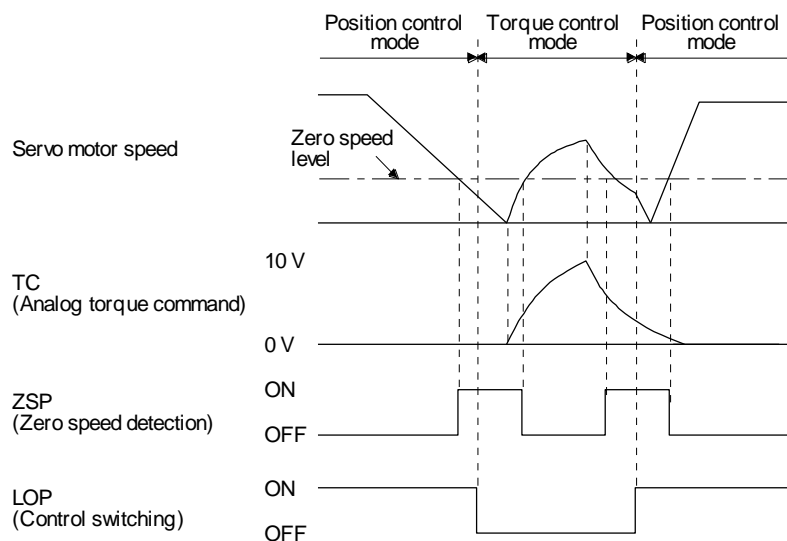 Position control
mode
Torque control
mode
Position control
mode
Servo motor speed
Zero speed
level
TC
(Analog torque command)
10 V
0 V
ZSP
(Zero speed detection)
ON
OFF
LOP
(Control switching)
ON
OFF